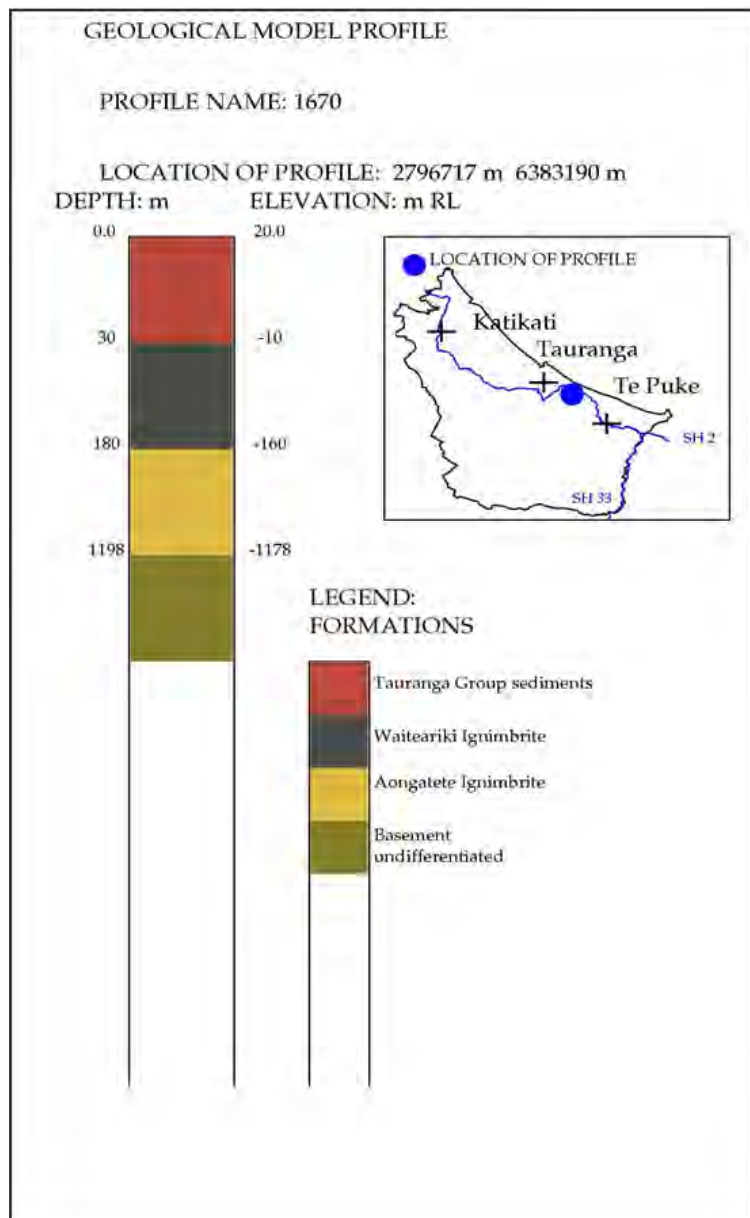 GEOLOGICAL MODEL PROFILE
PROFILE NAME: 1670
LOCATION OF PROFILE: 2796717 m 6383190 m
DEPTH: m ELEVATION: m RL
0.0 20.0
30 -10
180 -160
1198 -1178
LOCATION OF PROFILE
Katikati
Tauranga
Te Puke
SH 2
SH 33
LEGEND:
FORMATIONS
Tauranga Group sediments
Waiteariki Ignimbrite
Aongatete Ignimbrite
Basement
undifferentiated